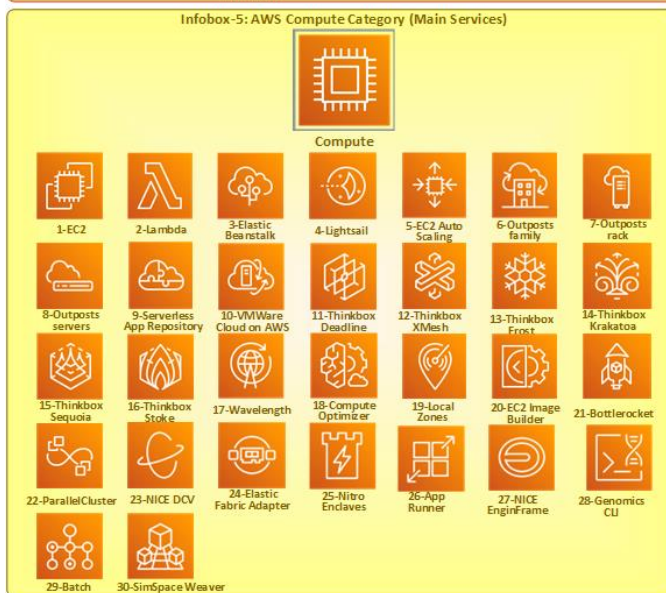 Infobox-5: AWS Compute Category (Main Services)
Compute
1-EC2
2-Lambda
3-Elastic
Beanstalk
4-Lightsail
5-EC2 Auto
Scaling
6-Outposts
family
7-Outposts
rack
8-Outposts
servers
9-Serverless
App Repository
10-VMWare
Cloud on AWS
11-Thinkbox
Deadline
12-Thinkbox
XMesh
13-Thinkbox
Frost
14-Thinkbox
Krakatoa
15-Thinkbox
Sequoia
16-Thinkbox
Stoke
17-Wavelength
18-Compute
Optimizer
19-Local
Zones
20-EC2 Image
Builder
21-Bottlerocket
22-ParallelCluster
23-NICE DCV
24-Elastic
Fabric Adapter
25-Nitro
Enclaves
26-App
Runner
27-NICE
EnginFrame
28-Genomics
CLI
29-Batch
30-SimSpace Weaver